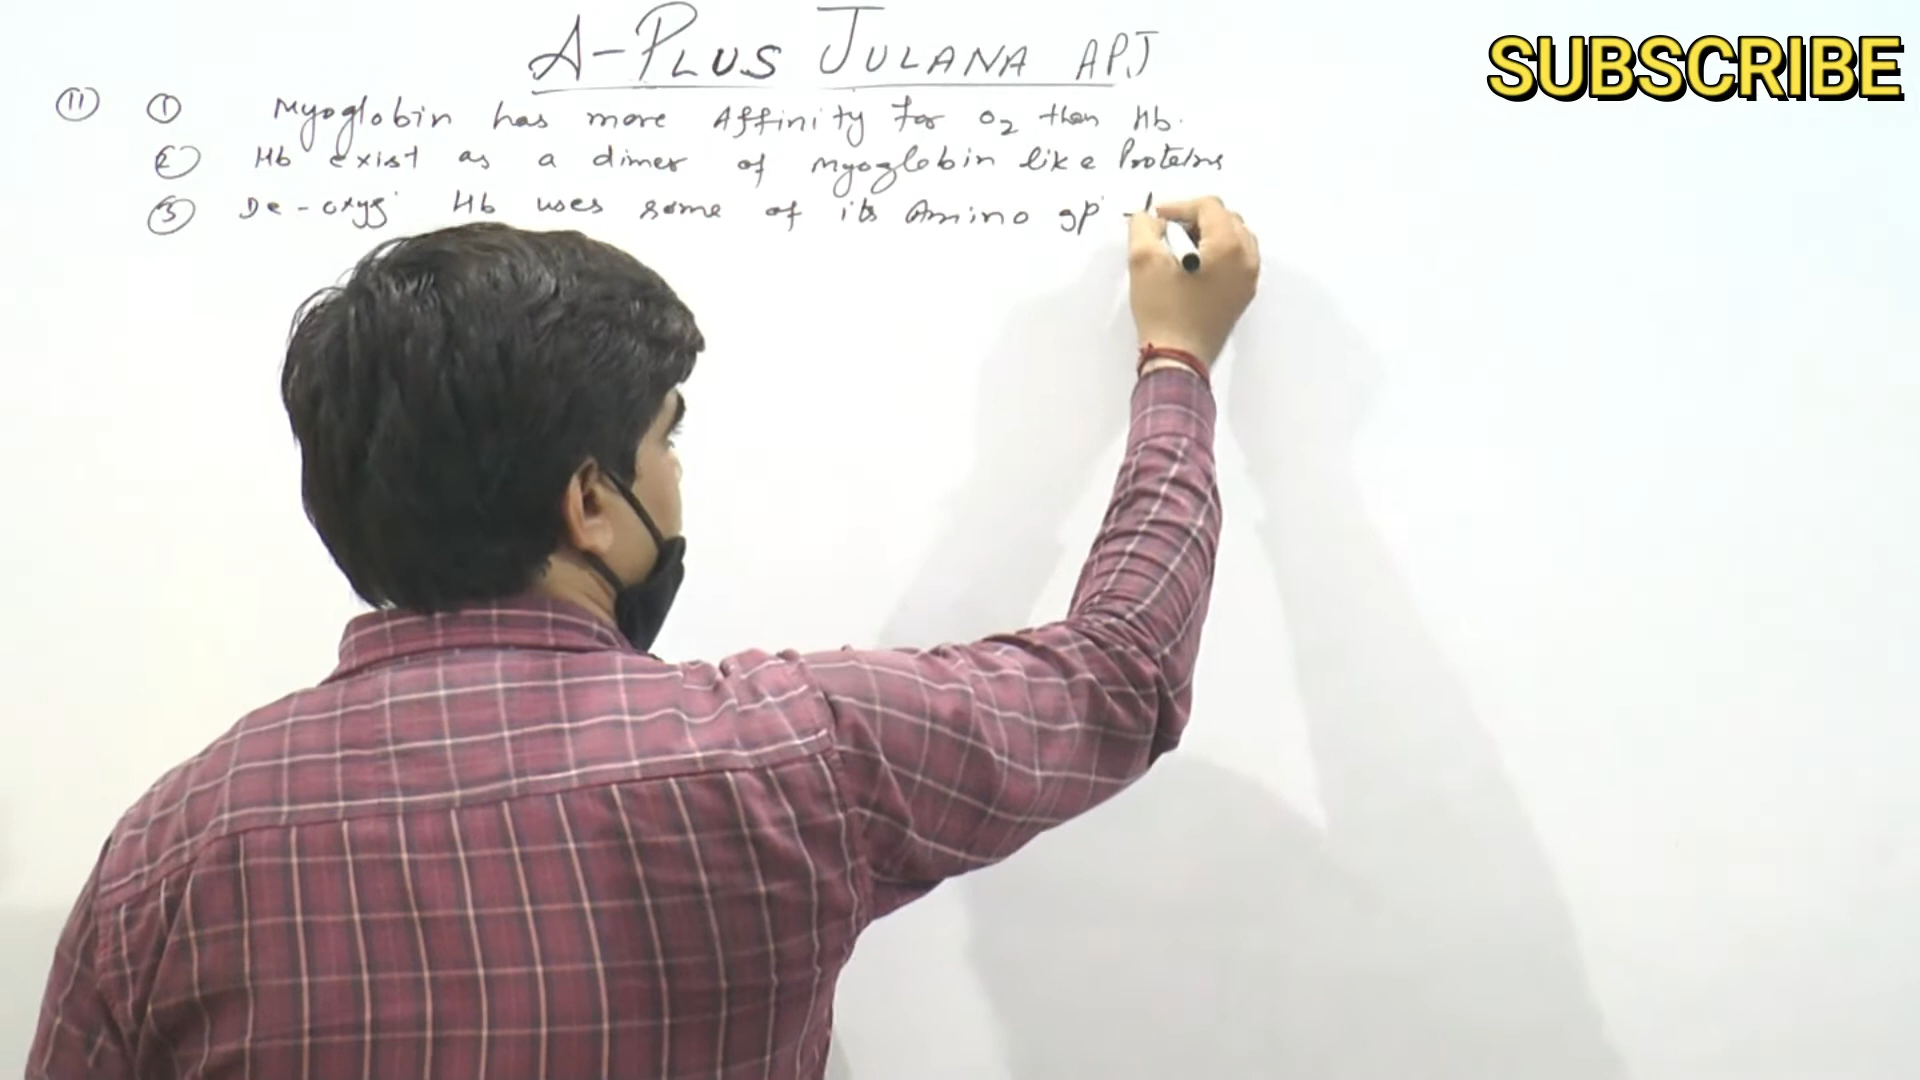 A-PLUS JULANA APJ
SUBSCRIBE
(11) (1) Myoglobin has more Affinity for O2 than Hb.
(2) Hb exist as a dimer of myoglobin like Proteins
(3) De-oxyg. Hb uses some of its Amino gp